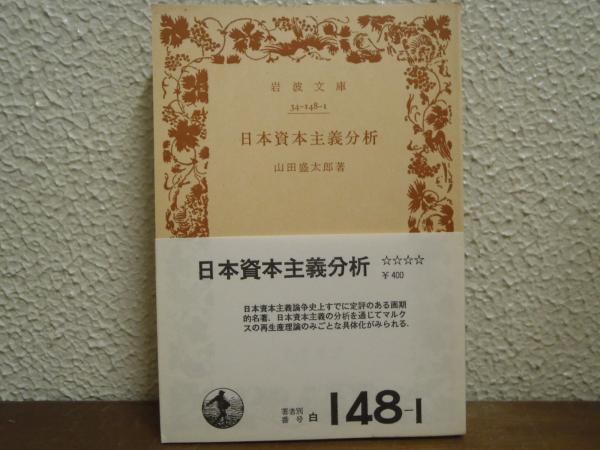 岩波文庫
34-148-1
日本資本主義分析
山田盛太郎著
日本資本主義分析 ☆☆☆☆
¥400
日本資本主義論争史上すでに定評のある画期
的名著．日本資本主義の分析を通じてマルク
スの再生産理論のみごとな具体化がみられる．
著者別
番号 白 148-1